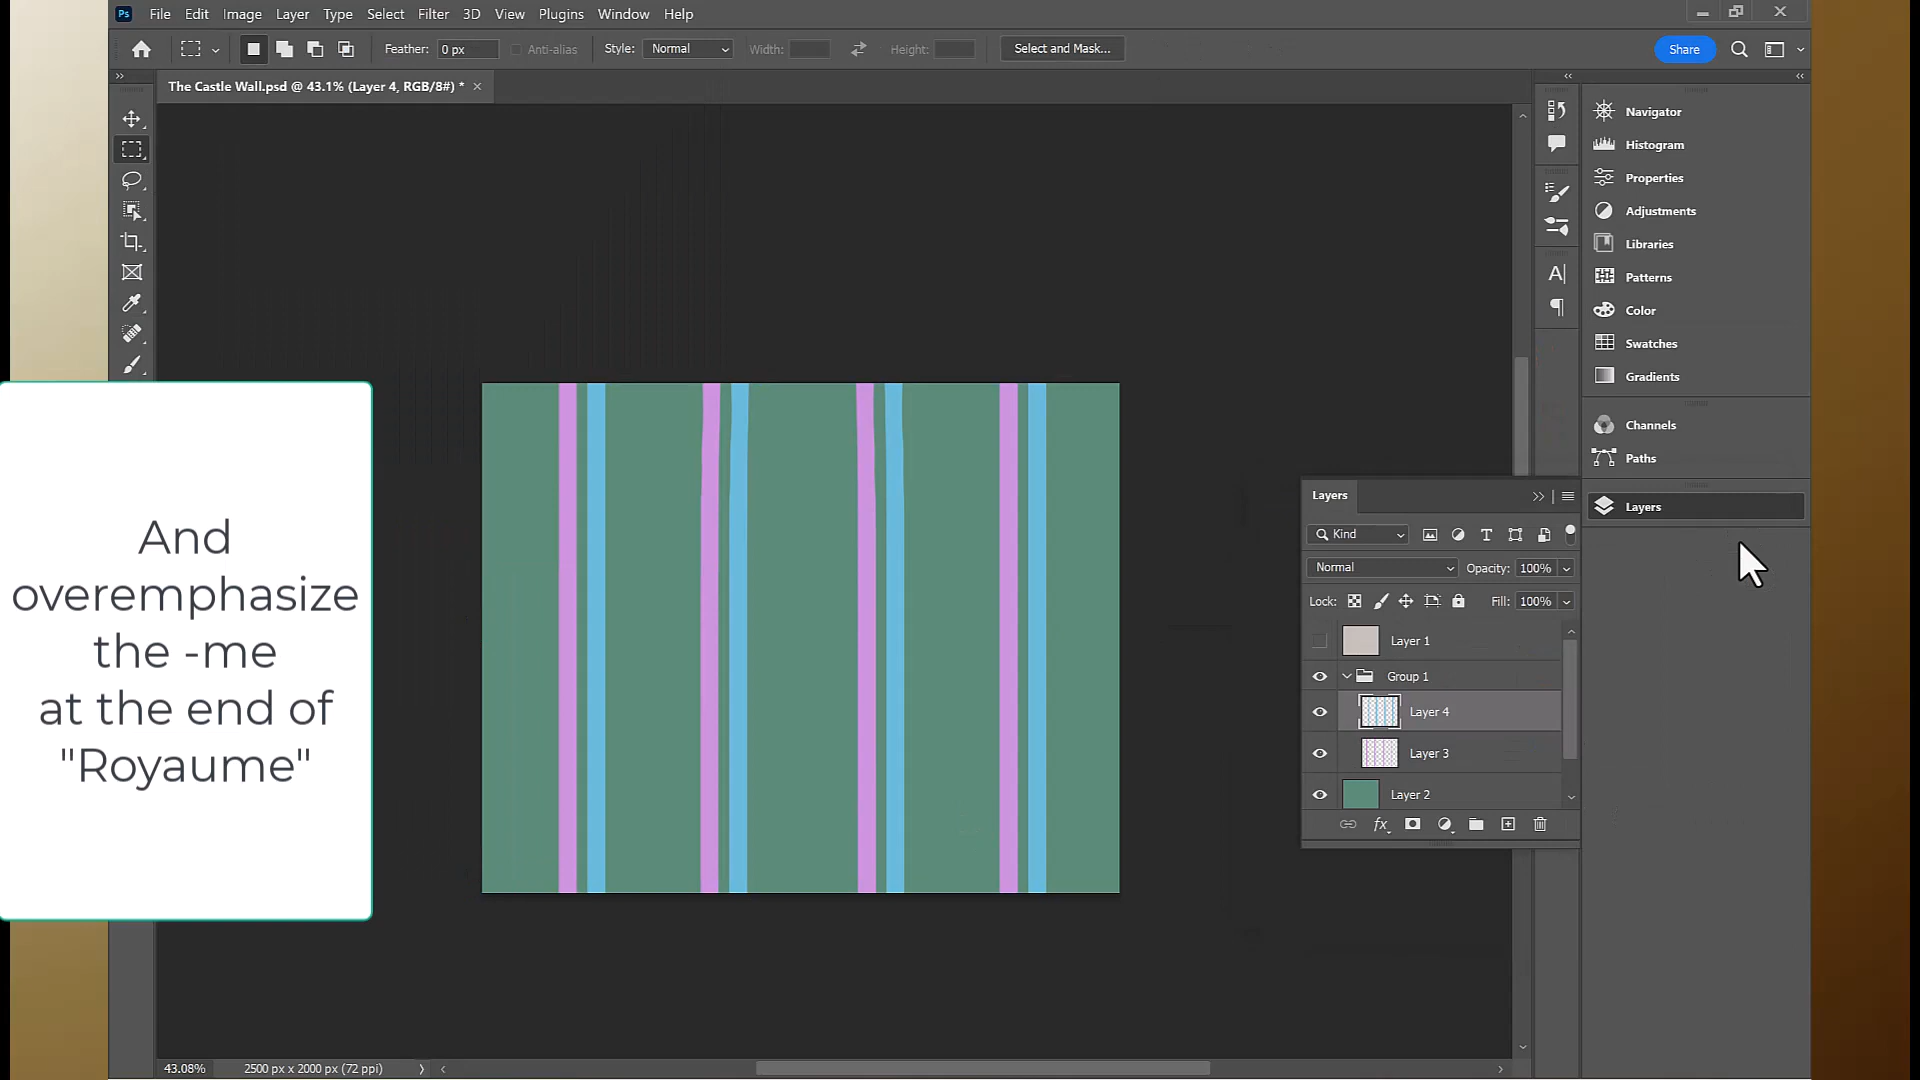 Ps File Edit Image Layer Type Select Filter 3D View Plugins Window Help
Feather: 0 px Anti-alias Style: Normal Width: Height: Select and Mask... Share
The Castle Wall.psd @ 43.1% (Layer 4, RGB/8#) *
Navigator
Histogram
Properties
Adjustments
Libraries
Patterns
Color
Swatches
Gradients
Channels
Paths
Layers
And
overemphasize
the -me
at the end of
"Royaume"
Layers
Kind
Normal Opacity: 100%
Lock: Fill: 100%
Layer 1
Group 1
Layer 4
Layer 3
Layer 2
fx
43.08% 2500 px x 2000 px (72 ppi)